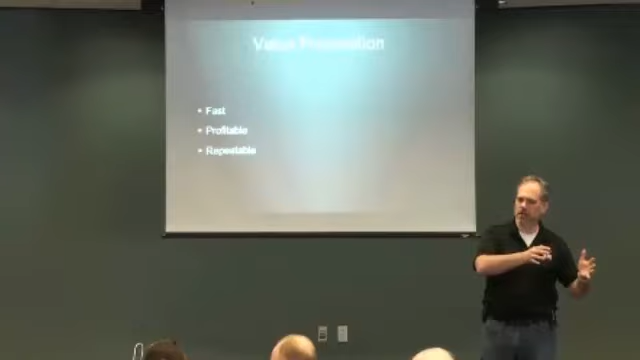 Value Proposition
• Fast
• Profitable
• Repeatable